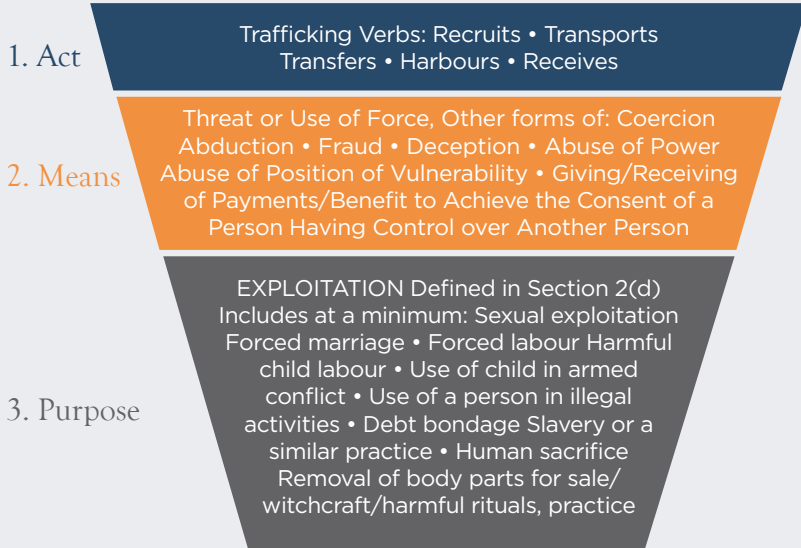 1. Act
Trafficking Verbs: Recruits • Transports
Transfers • Harbours • Receives
2. Means
Threat or Use of Force, Other forms of: Coercion
Abduction • Fraud • Deception • Abuse of Power
Abuse of Position of Vulnerability • Giving/Receiving
of Payments/Benefit to Achieve the Consent of a
Person Having Control over Another Person
3. Purpose
EXPLOITATION Defined in Section 2(d)
Includes at a minimum: Sexual exploitation
Forced marriage • Forced labour Harmful
child labour • Use of child in armed
conflict • Use of a person in illegal
activities • Debt bondage Slavery or a
similar practice • Human sacrifice
Removal of body parts for sale/
witchcraft/harmful rituals, practice